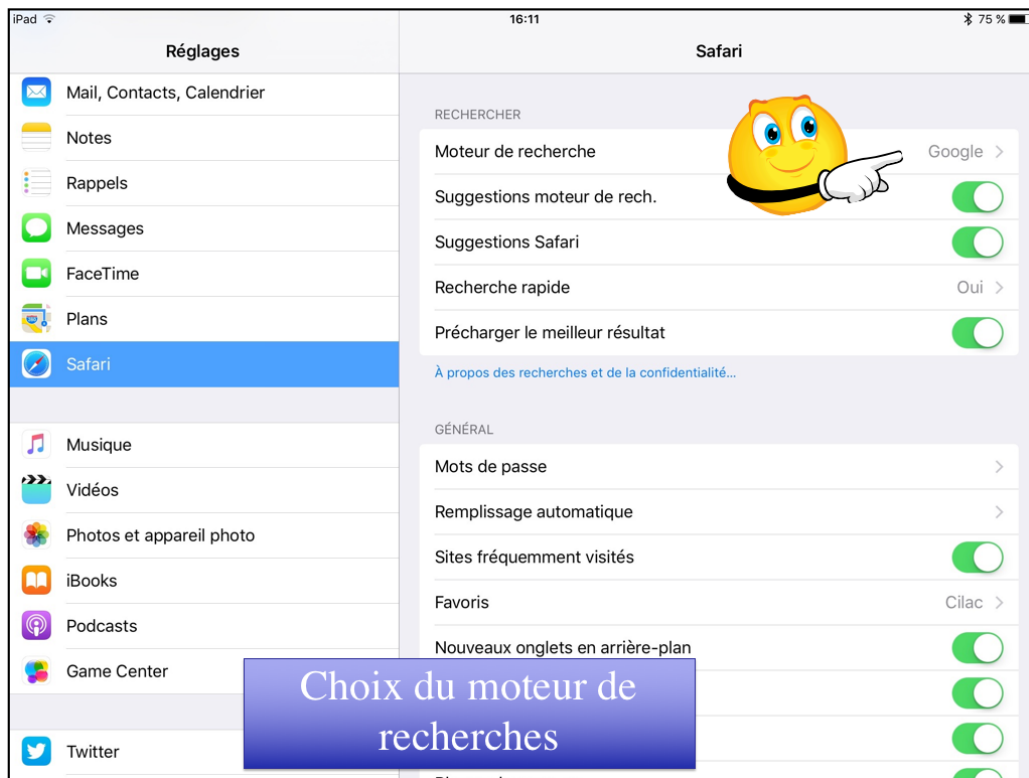 iPad 16:11 75 %
Réglages
Safari
Mail, Contacts, Calendrier
Notes
Rappels
Messages
FaceTime
Plans
Safari
Musique
Vidéos
Photos et appareil photo
iBooks
Podcasts
Game Center
Twitter
RECHERCHER
Moteur de recherche Google
Suggestions moteur de rech.
Suggestions Safari
Recherche rapide Oui
Précharger le meilleur résultat
À propos des recherches et de la confidentialité...
GÉNÉRAL
Mots de passe
Remplissage automatique
Sites fréquemment visités
Favoris Cilac
Nouveaux onglets en arrière-plan
Choix du moteur de
recherches